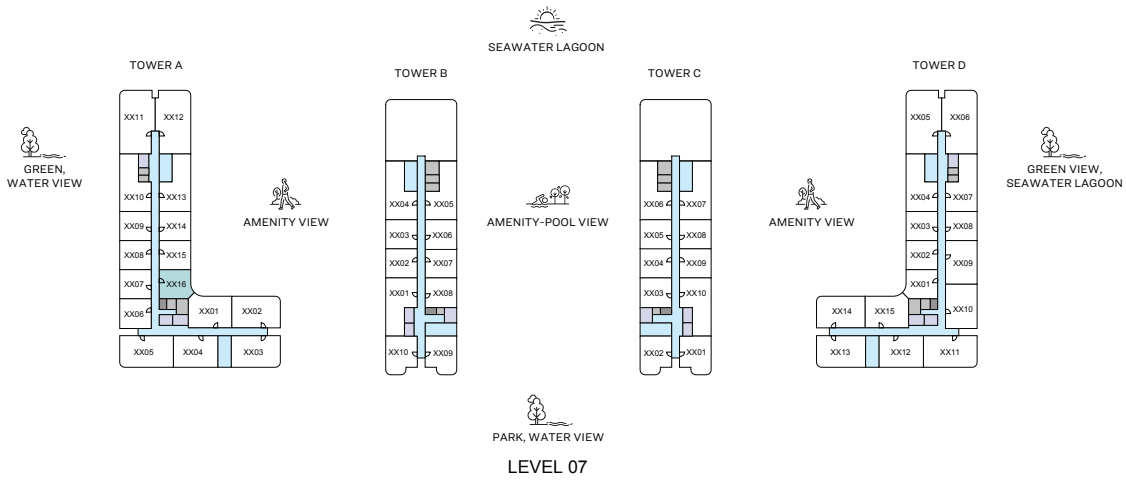 SEAWATER LAGOON
TOWER A
TOWER B
TOWER C
TOWER D
XX11 XX12
XX10 XX13
XX09 XX14
XX08 XX15
XX07 XX16
XX06 XX01 XX02
XX05 XX04 XX03
XX04 XX05
XX03 XX06
XX02 XX07
XX01 XX08
XX10 XX09
XX06 XX07
XX05 XX08
XX04 XX09
XX03 XX10
XX02 XX01
XX05 XX06
XX04 XX07
XX03 XX08
XX02 XX09
XX01
XX14 XX15 XX10
XX13 XX12 XX11
GREEN,
WATER VIEW
AMENITY VIEW
AMENITY-POOL VIEW
AMENITY VIEW
GREEN VIEW,
SEAWATER LAGOON
PARK, WATER VIEW
LEVEL 07